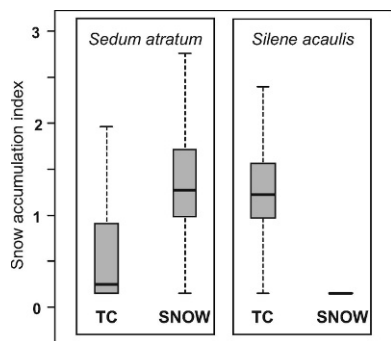 Snow accumulation index
3
2
1
0
Sedum atratum
TC SNOW
Silene acaulis
TC SNOW